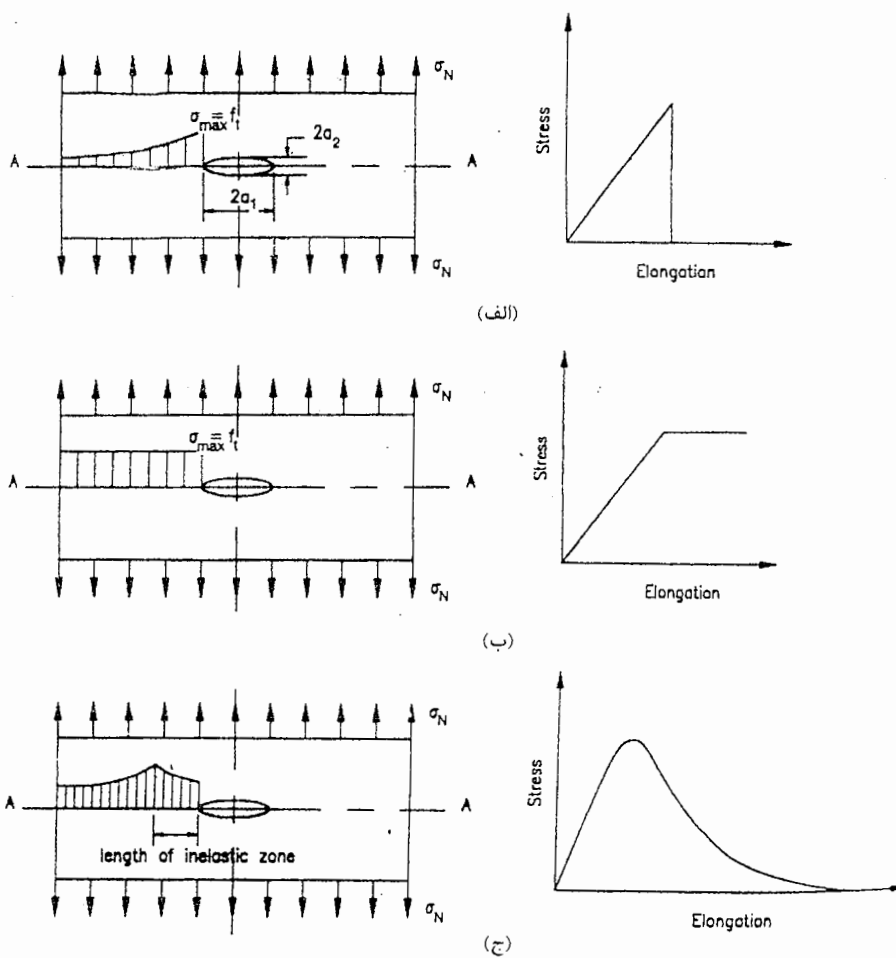 σN
Stress
σmax = ft
2a2
A
A
2a1
σN
Elongation
(الف)
σN
Stress
σmax = ft
A
A
σN
Elongation
(ب)
σN
Stress
A
A
length of inelastic zone
σN
Elongation
(ج)